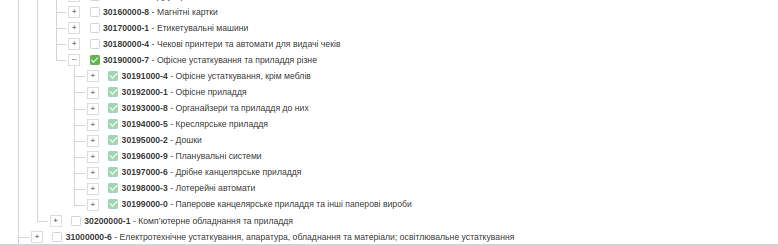 30160000-8 - Магнітні картки
30170000-1 - Етикетувальні машини
30180000-4 - Чекові принтери та автомати для видачі чеків
30190000-7 - Офісне устаткування та приладдя різне
30191000-4 - Офісне устаткування, крім меблів
30192000-1 - Офісне приладдя
30193000-8 - Органайзери та приладдя до них
30194000-5 - Креслярське приладдя
30195000-2 - Дошки
30196000-9 - Планувальні системи
30197000-6 - Дрібне канцелярське приладдя
30198000-3 - Лотерейні автомати
30199000-0 - Паперове канцелярське приладдя та інші паперові вироби
30200000-1 - Комп'ютерне обладнання та приладдя
31000000-6 - Електротехнічне устаткування, апаратура, обладнання та матеріали; освітлювальне устаткування